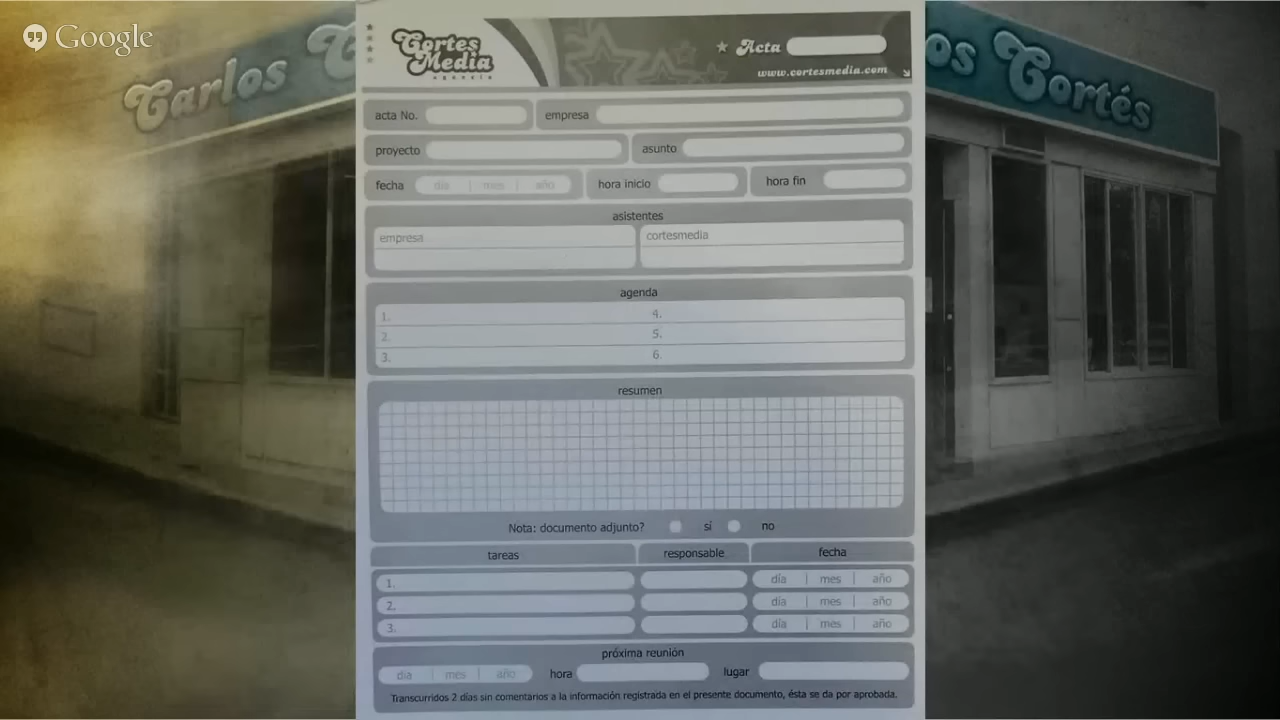 Google
Carlos C
os Cortés
Cortes
Media
agencia
Acta
www.cortesmedia.com
acta No. empresa
proyecto asunto
fecha día | mes | año hora inicio hora fin
asistentes
empresa cortesmedia
agenda
1. 4.
2. 5.
3. 6.
resumen
Nota: documento adjunto? sí no
tareas responsable fecha
1. día | mes | año
2. día | mes | año
3. día | mes | año
próxima reunión
día | mes | año hora lugar
Transcurridos 2 días sin comentarios a la información registrada en el presente documento, ésta se da por aprobada.